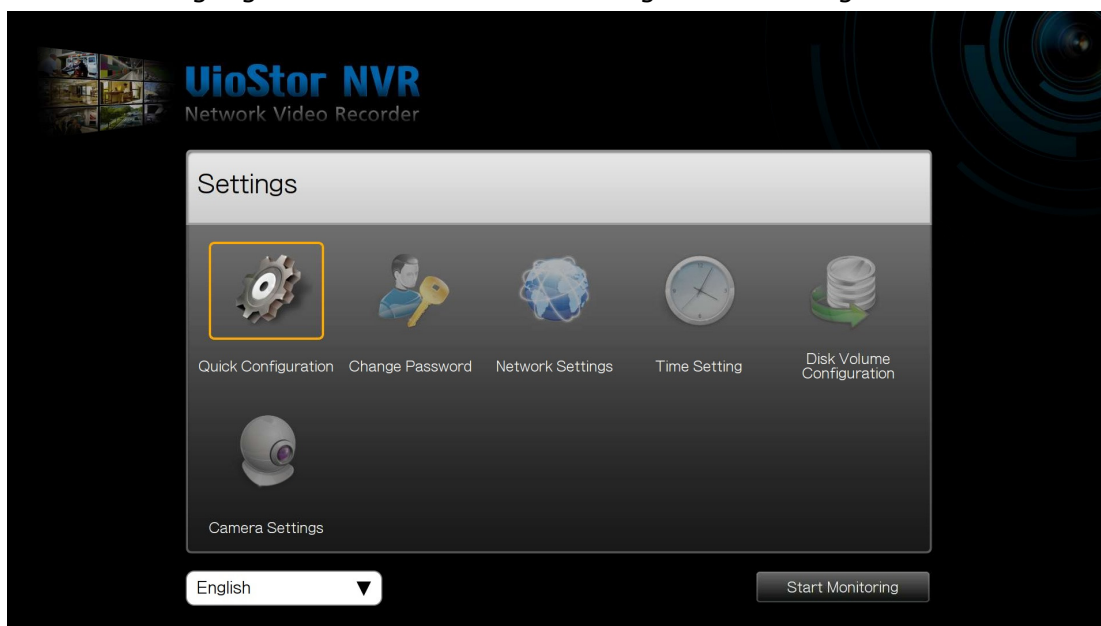 VioStor NVR
Network Video Recorder
Settings
Quick Configuration
Change Password
Network Settings
Time Setting
Disk Volume
Configuration
Camera Settings
English
Start Monitoring